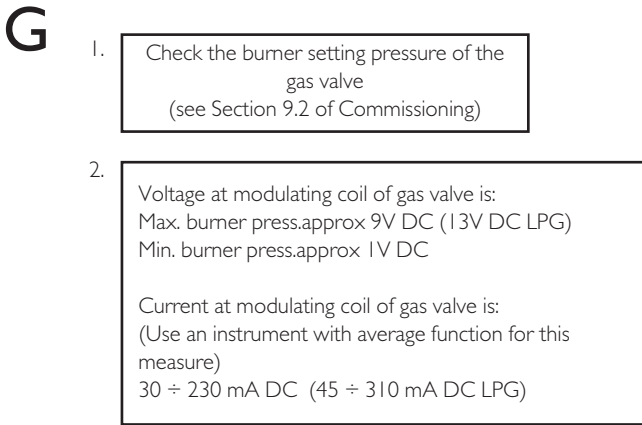 G
1.
Check the burner setting pressure of the
gas valve
(see Section 9.2 of Commissioning)
2.
Voltage at modulating coil of gas valve is:
Max. burner press.approx 9V DC (13V DC LPG)
Min. burner press.approx 1V DC
Current at modulating coil of gas valve is:
(Use an instrument with average function for this
measure)
30 ÷ 230 mA DC (45 ÷ 310 mA DC LPG)